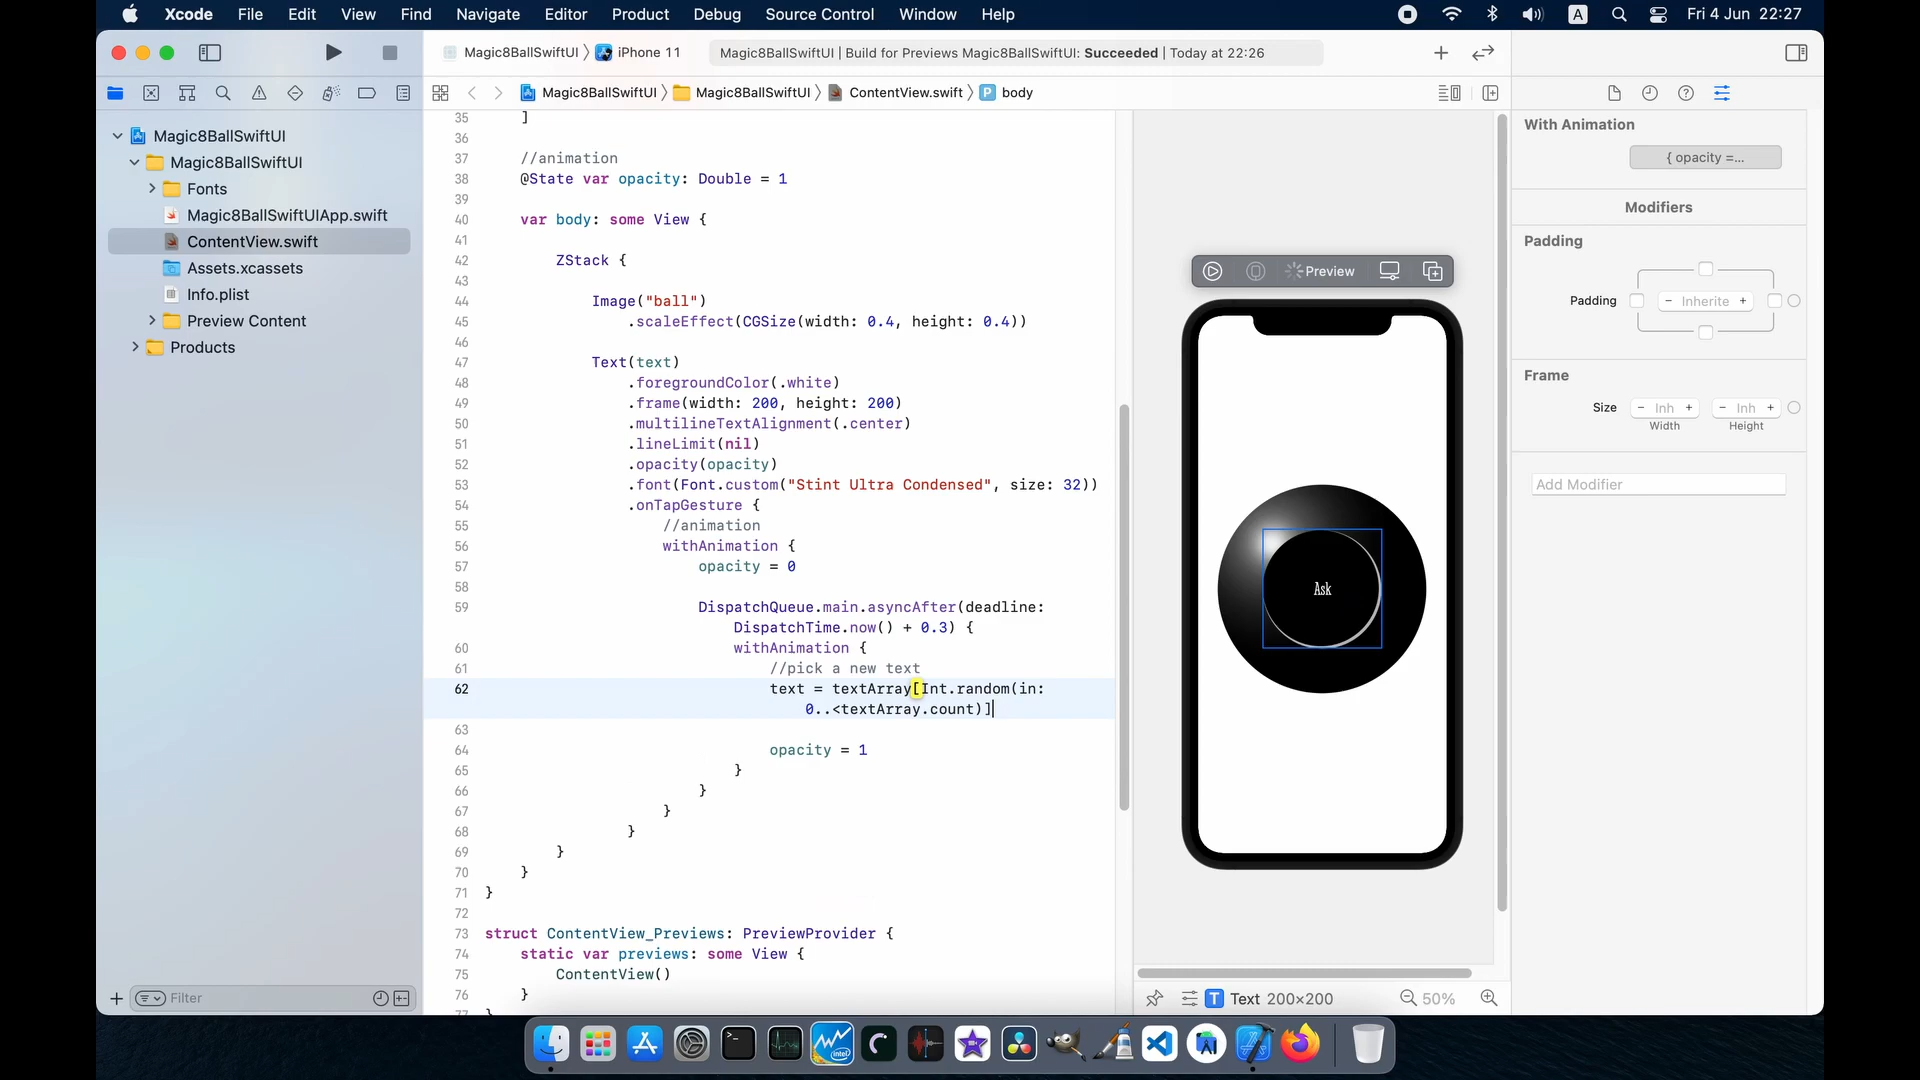 Xcode File Edit View Find Navigate Editor Product Debug Source Control Window Help A Fri 4 Jun 22:27
Magic8BallSwiftUI iPhone 11 Magic8BallSwiftUI | Build for Previews Magic8BallSwiftUI: Succeeded | Today at 22:26
Magic8BallSwiftUI Magic8BallSwiftUI ContentView.swift P body
Magic8BallSwiftUI
Magic8BallSwiftUI
Fonts
Magic8BallSwiftUIApp.swift
ContentView.swift
Assets.xcassets
Info.plist
Preview Content
Products
Filter
35 ]
36
37 //animation
38 @State var opacity: Double = 1
39
40 var body: some View {
41
42 ZStack {
43
44 Image("ball")
45 .scaleEffect(CGSize(width: 0.4, height: 0.4))
46
47 Text(text)
48 .foregroundColor(.white)
49 .frame(width: 200, height: 200)
50 .multilineTextAlignment(.center)
51 .lineLimit(nil)
52 .opacity(opacity)
53 .font(Font.custom("Stint Ultra Condensed", size: 32))
54 .onTapGesture {
55 //animation
56 withAnimation {
57 opacity = 0
58
59 DispatchQueue.main.asyncAfter(deadline:
DispatchTime.now() + 0.3) {
60 withAnimation {
61 //pick a new text
62 text = textArray[Int.random(in:
0..<textArray.count)]
63
64 opacity = 1
65 }
66 }
67 }
68 }
69 }
70 }
71 }
72
73 struct ContentView_Previews: PreviewProvider {
74 static var previews: some View {
75 ContentView()
76 }
Preview
Ask
T Text 200×200 50%
With Animation
{ opacity =...
Modifiers
Padding
Padding - Inherite +
Frame
Size - Inh + - Inh +
Width Height
Add Modifier
intel